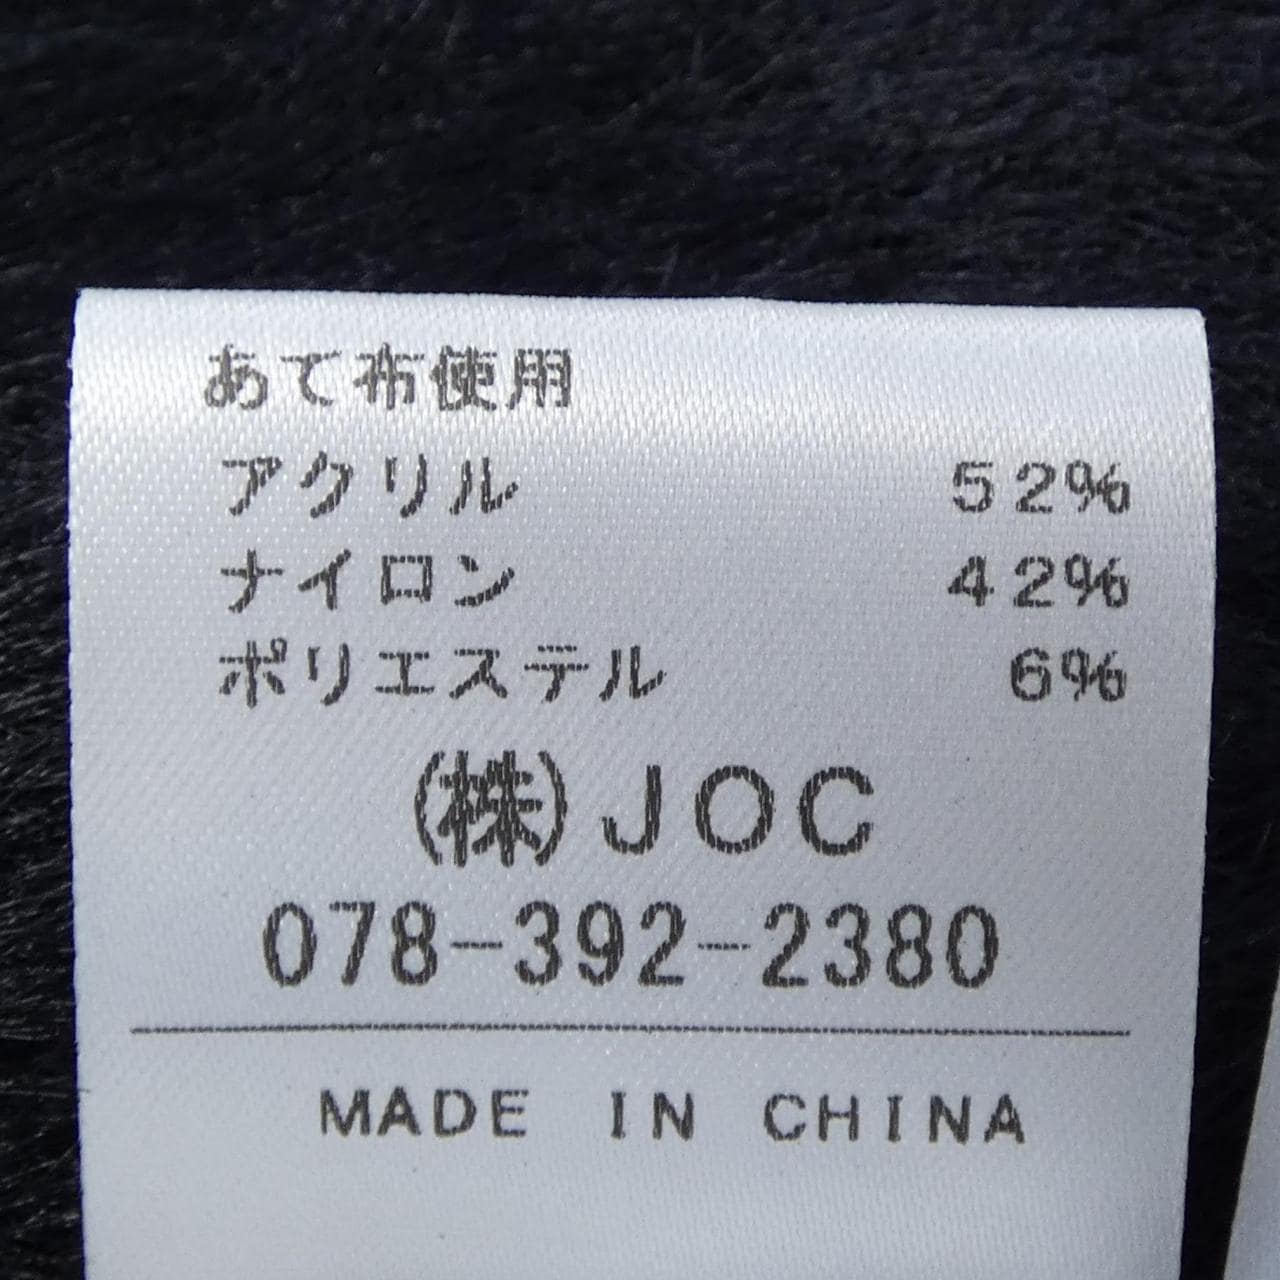 あて布使用
アクリル 52%
ナイロン 42%
ポリエステル 6%
(株)JOC
078-392-2380
MADE IN CHINA